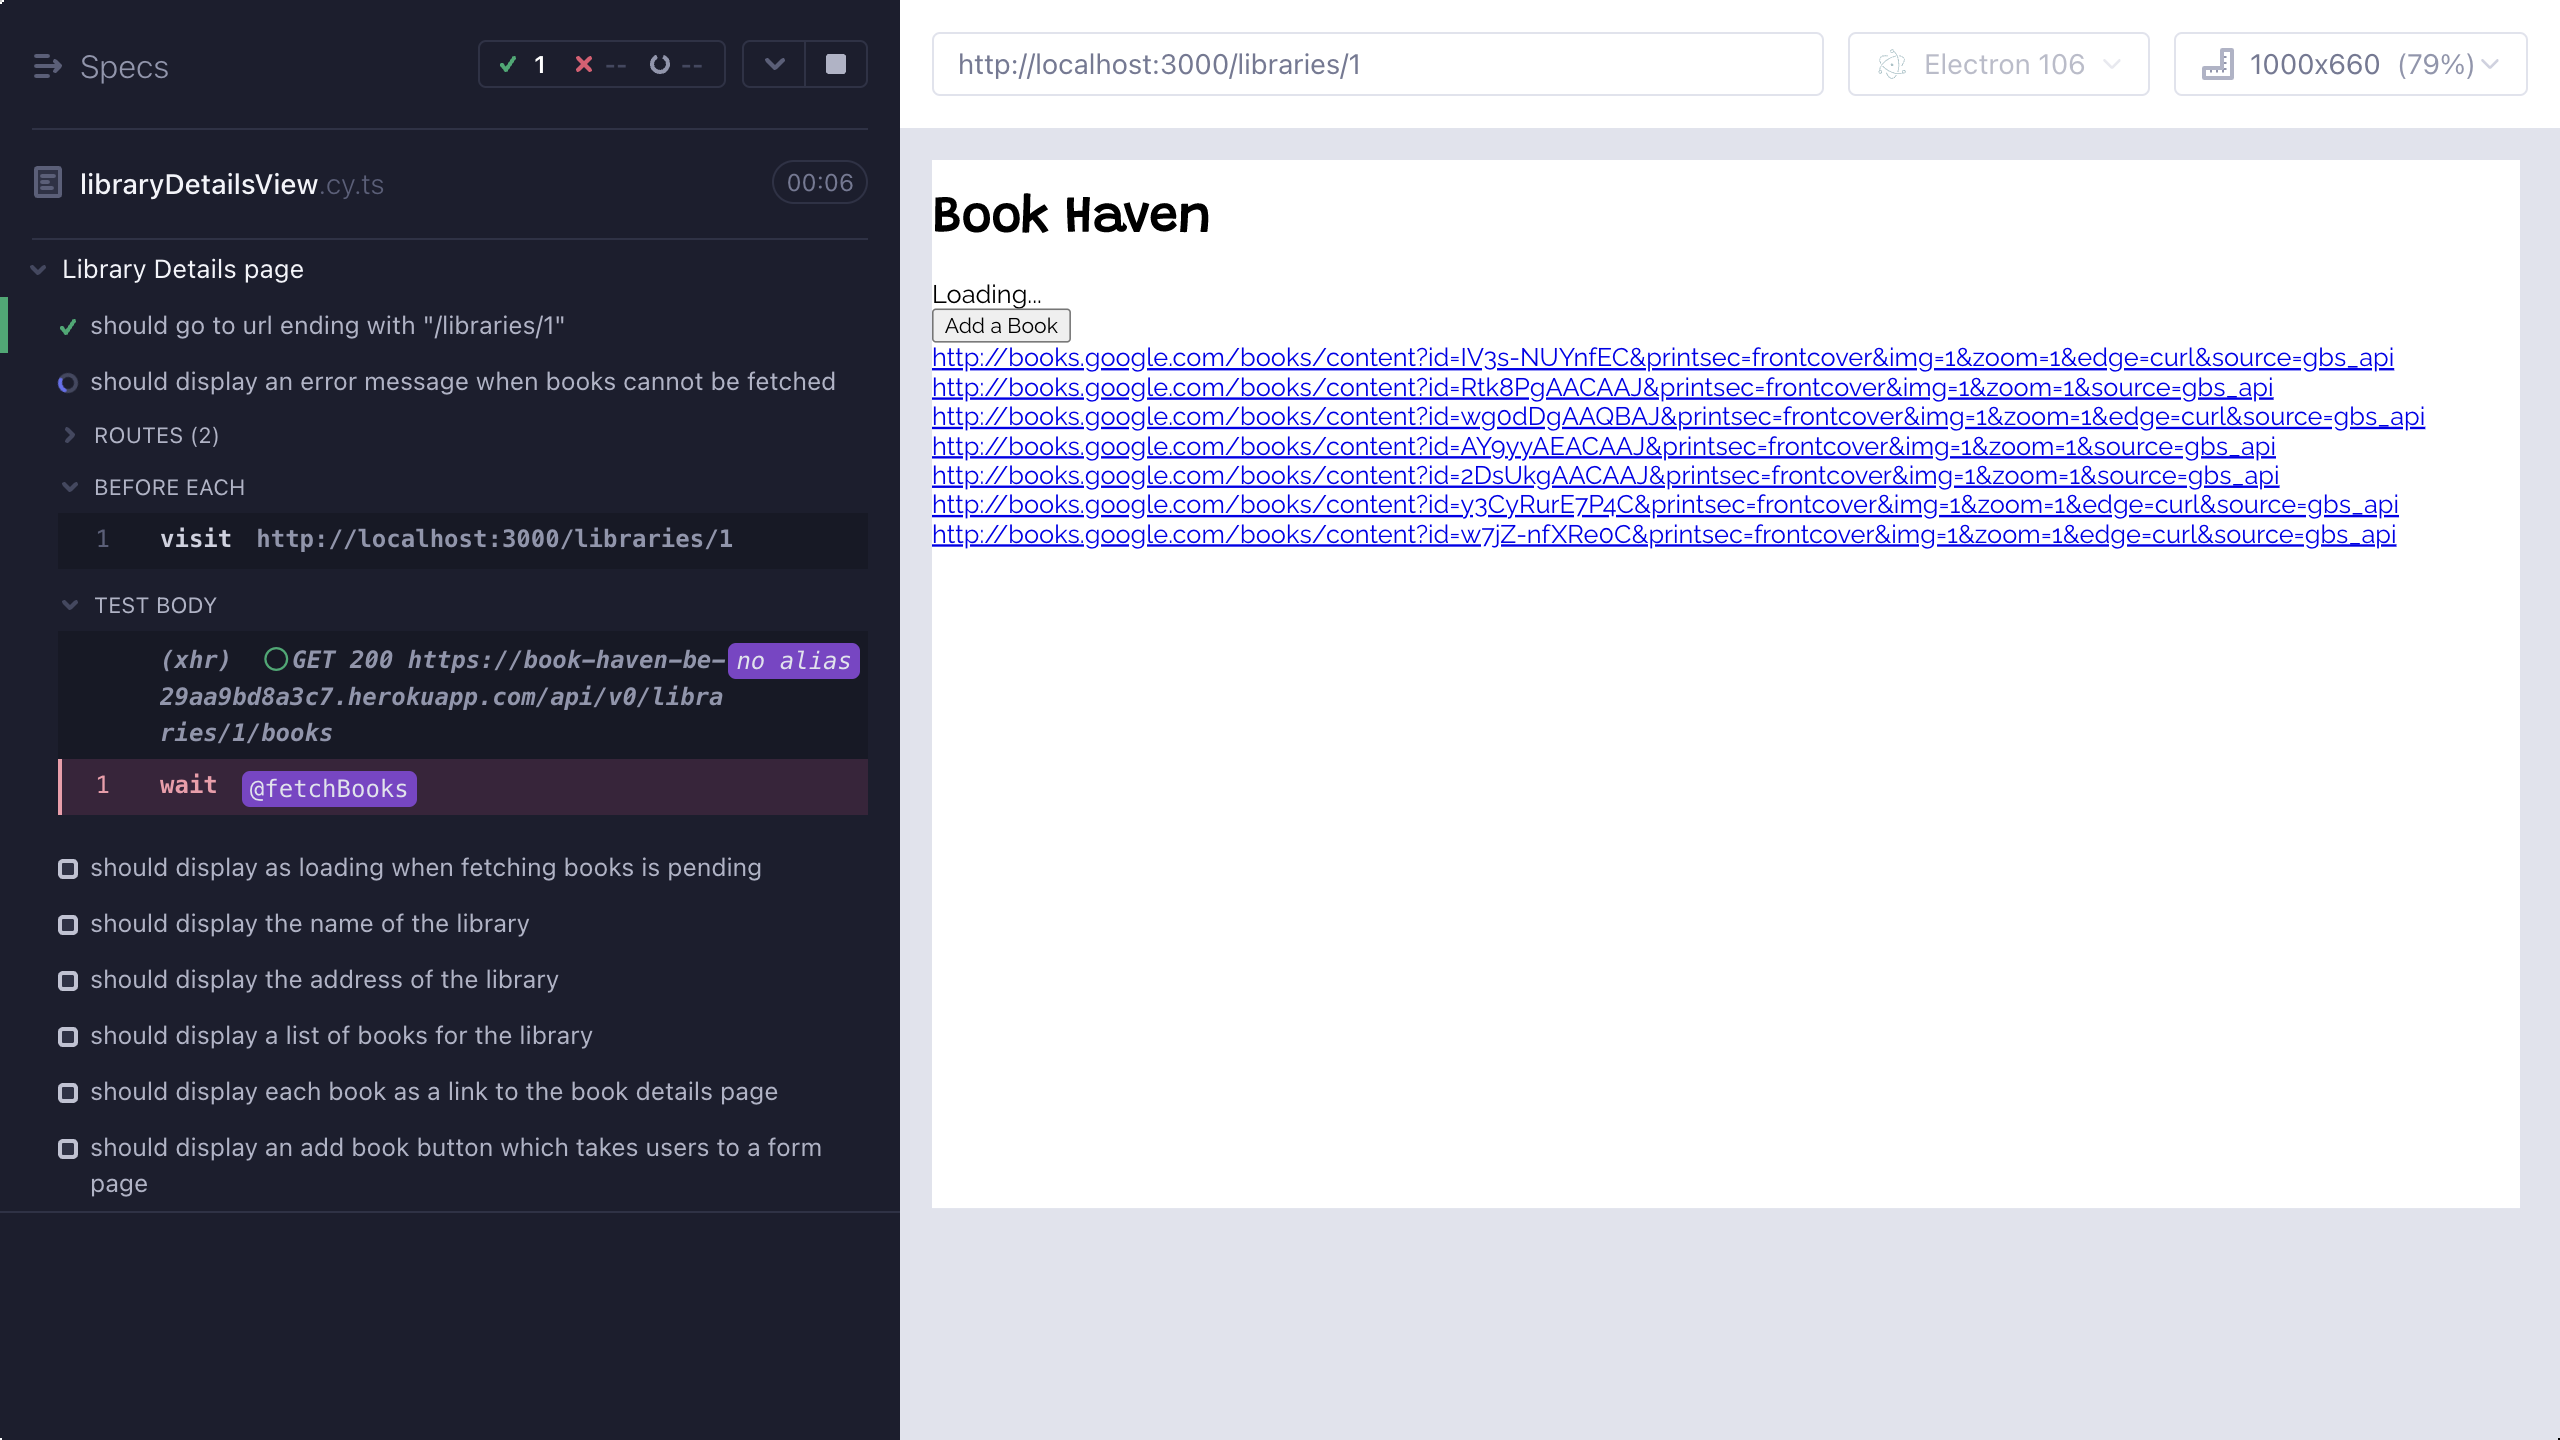 Specs
1 -- --
libraryDetailsView.cy.ts
00:06
Library Details page
should go to url ending with "/libraries/1"
should display an error message when books cannot be fetched
ROUTES (2)
BEFORE EACH
1 visit http://localhost:3000/libraries/1
TEST BODY
(xhr) GET 200 https://book-haven-be- no alias
29aa9bd8a3c7.herokuapp.com/api/v0/libra
ries/1/books
1 wait @fetchBooks
should display as loading when fetching books is pending
should display the name of the library
should display the address of the library
should display a list of books for the library
should display each book as a link to the book details page
should display an add book button which takes users to a form
page
http://localhost:3000/libraries/1
Electron 106
1000x660 (79%)
Book Haven
Loading...
Add a Book
http://books.google.com/books/content?id=IV3s-NUYnfEC&printsec=frontcover&img=1&zoom=1&edge=curl&source=gbs_api
http://books.google.com/books/content?id=Rtk8PgAACAAJ&printsec=frontcover&img=1&zoom=1&source=gbs_api
http://books.google.com/books/content?id=wg0dDgAAQBAJ&printsec=frontcover&img=1&zoom=1&edge=curl&source=gbs_api
http://books.google.com/books/content?id=AY9yyAEACAAJ&printsec=frontcover&img=1&zoom=1&source=gbs_api
http://books.google.com/books/content?id=2DsUkgAACAAJ&printsec=frontcover&img=1&zoom=1&source=gbs_api
http://books.google.com/books/content?id=y3CyRurE7P4C&printsec=frontcover&img=1&zoom=1&edge=curl&source=gbs_api
http://books.google.com/books/content?id=w7jZ-nfXRe0C&printsec=frontcover&img=1&zoom=1&edge=curl&source=gbs_api